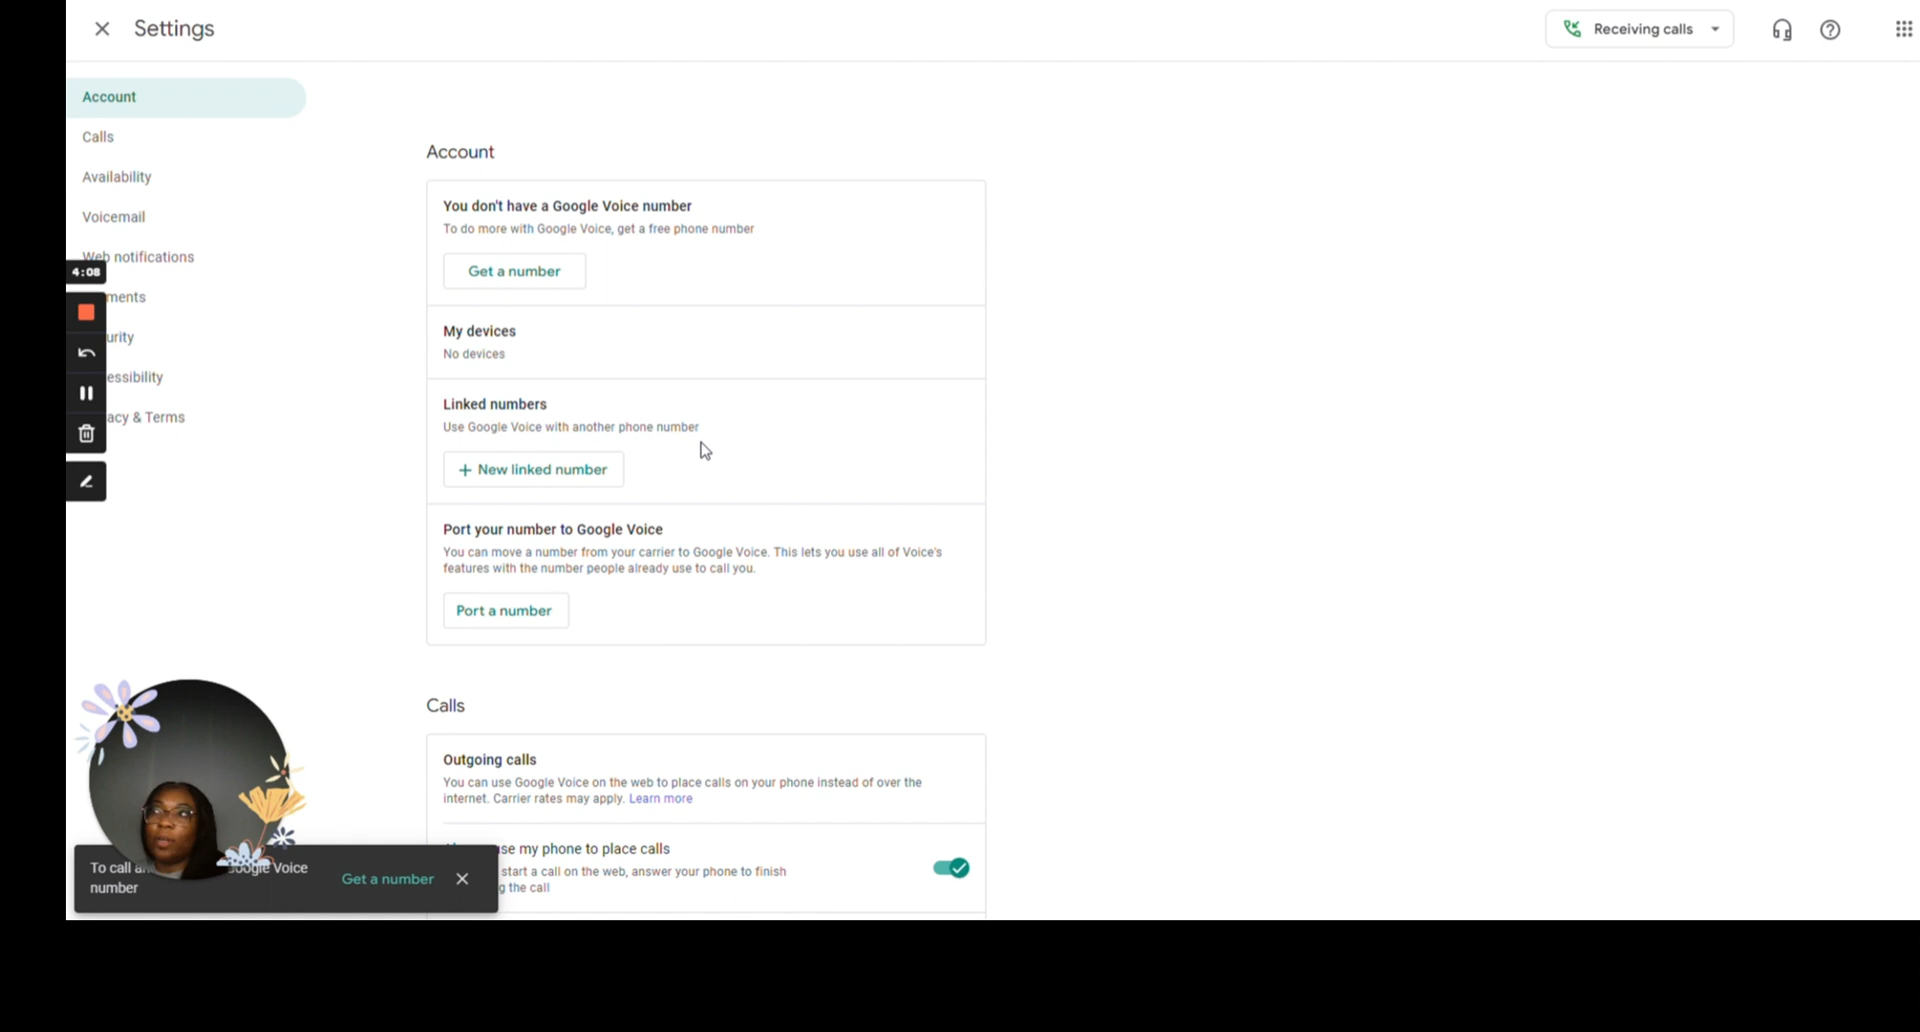 Settings
Receiving calls
Account
Calls
Availability
Voicemail
Web notifications
4:08
ments
urity
essibility
acy & Terms
Account
You don't have a Google Voice number
To do more with Google Voice, get a free phone number
Get a number
My devices
No devices
Linked numbers
Use Google Voice with another phone number
+ New linked number
Port your number to Google Voice
You can move a number from your carrier to Google Voice. This lets you use all of Voice's
features with the number people already use to call you.
Port a number
Calls
Outgoing calls
You can use Google Voice on the web to place calls on your phone instead of over the
internet. Carrier rates may apply. Learn more
se my phone to place calls
start a call on the web, answer your phone to finish
g the call
To call Google Voice
number
Get a number